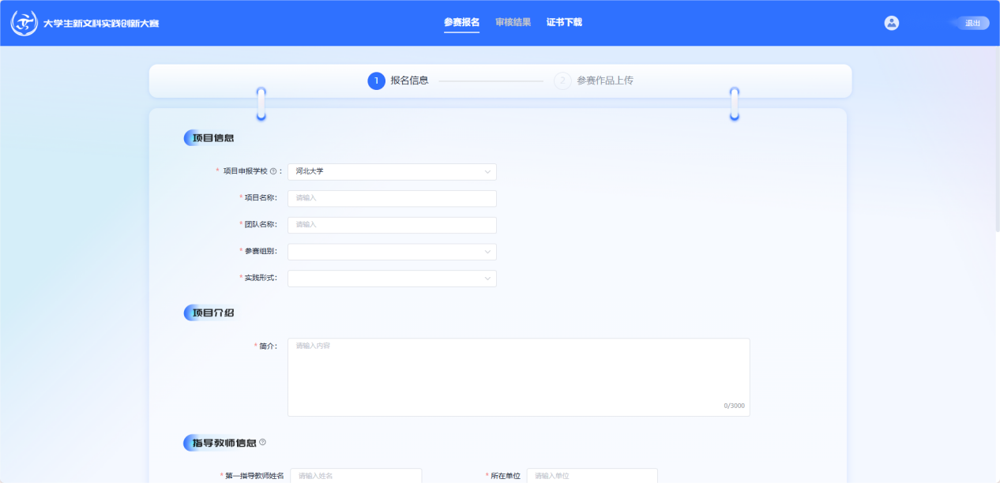 大学生新文科实践创新大赛 参赛报名 审核结果 证书下载 退出
1 报名信息 2 参赛作品上传
项目信息
* 项目申报学校 ? : 河北大学
* 项目名称: 请输入
* 团队名称: 请输入
* 参赛组别:
* 实践形式:
项目介绍
* 简介: 请输入内容
0/3000
指导教师信息 ?
* 第一指导教师姓名 请输入姓名 * 所在单位 请输入单位